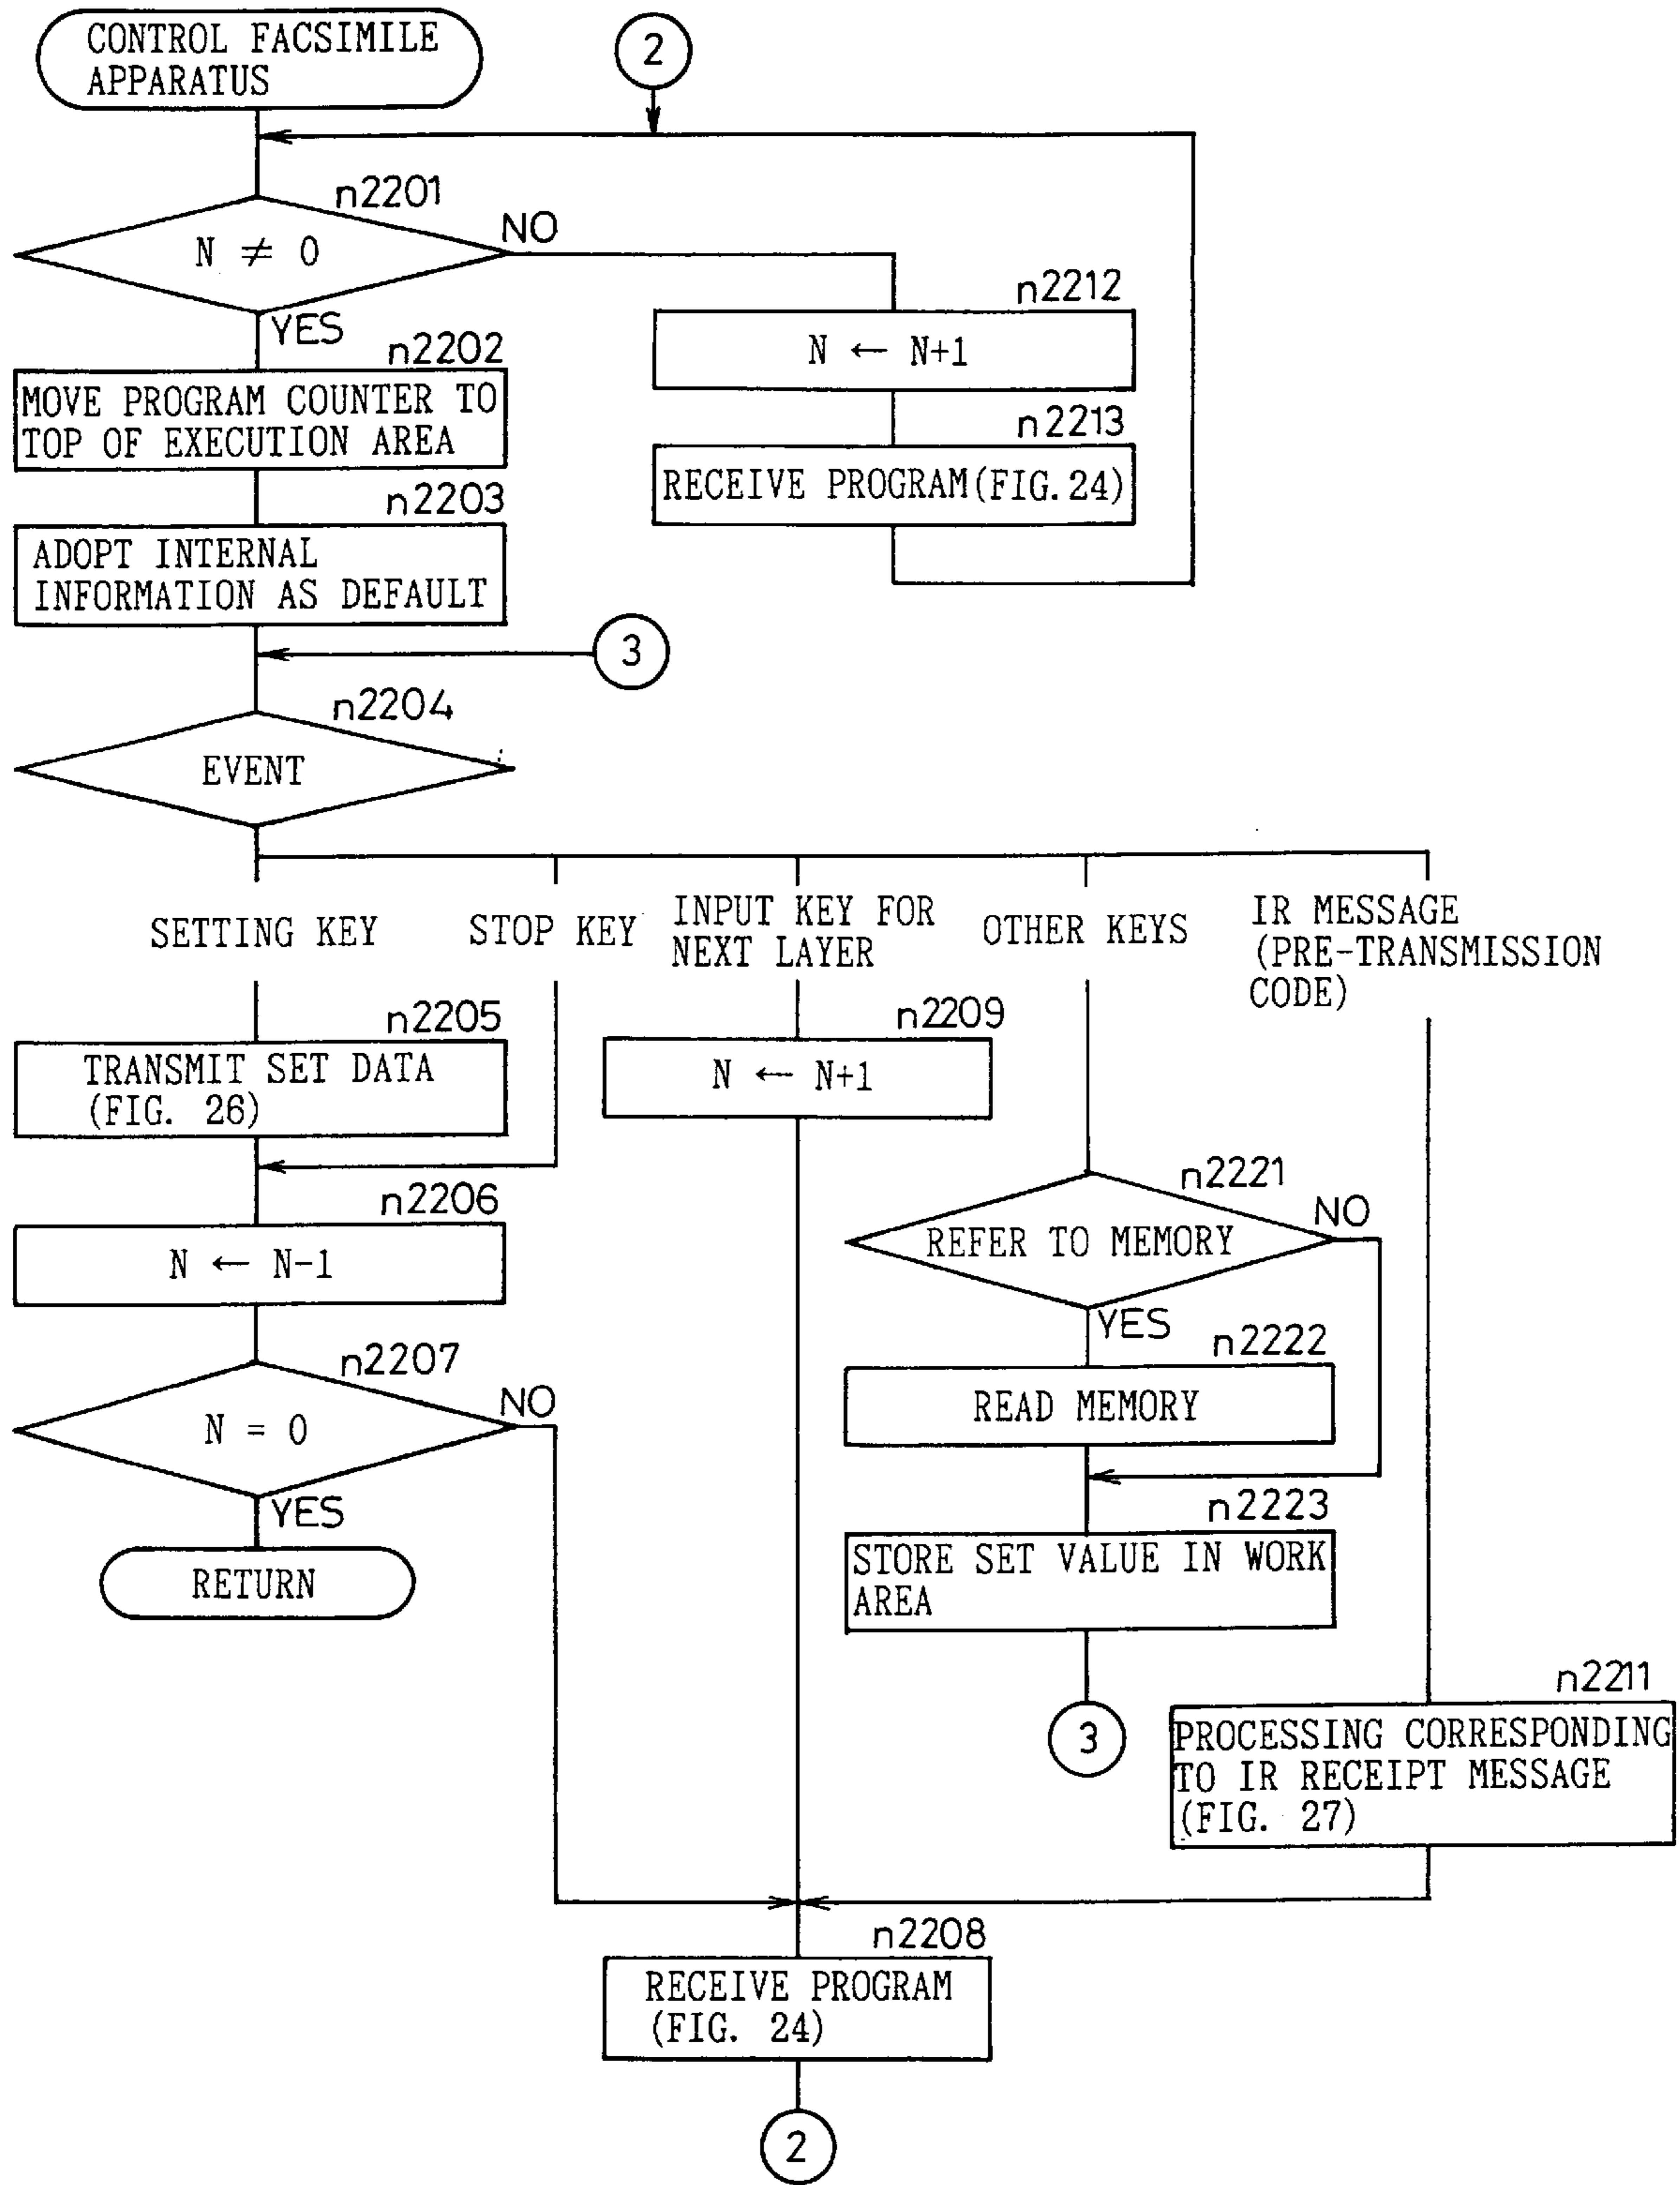 CONTROL FACSIMILE
APPARATUS
2
n2201
N ≠ 0
NO
YES
n2212
N ← N+1
n2202
MOVE PROGRAM COUNTER TO
TOP OF EXECUTION AREA
n2213
RECEIVE PROGRAM(FIG.24)
n2203
ADOPT INTERNAL
INFORMATION AS DEFAULT
3
n2204
EVENT
SETTING KEY
STOP KEY
INPUT KEY FOR
NEXT LAYER
OTHER KEYS
IR MESSAGE
(PRE-TRANSMISSION
CODE)
n2205
TRANSMIT SET DATA
(FIG. 26)
n2209
N ← N+1
n2206
N ← N-1
n2221
REFER TO MEMORY
NO
YES
n2207
N = 0
NO
YES
RETURN
n2222
READ MEMORY
n2223
STORE SET VALUE IN WORK
AREA
3
n2211
PROCESSING CORRESPONDING
TO IR RECEIPT MESSAGE
(FIG. 27)
n2208
RECEIVE PROGRAM
(FIG. 24)
2